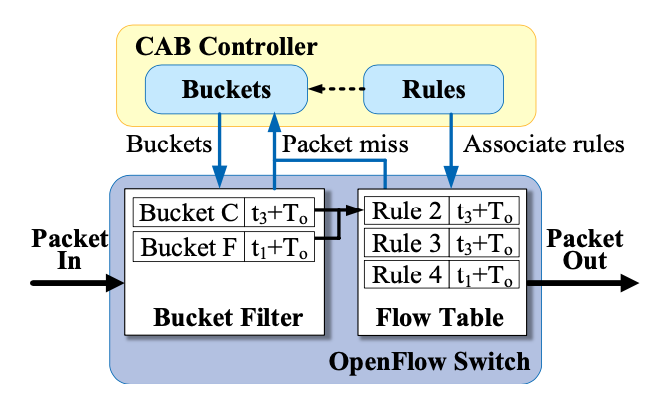 CAB Controller
Buckets
Rules
Buckets
Packet miss
Associate rules
Packet In
Bucket C t₃+Tₒ
Bucket F t₁+Tₒ
Bucket Filter
Rule 2 t₃+Tₒ
Rule 3 t₃+Tₒ
Rule 4 t₁+Tₒ
Flow Table
Packet Out
OpenFlow Switch